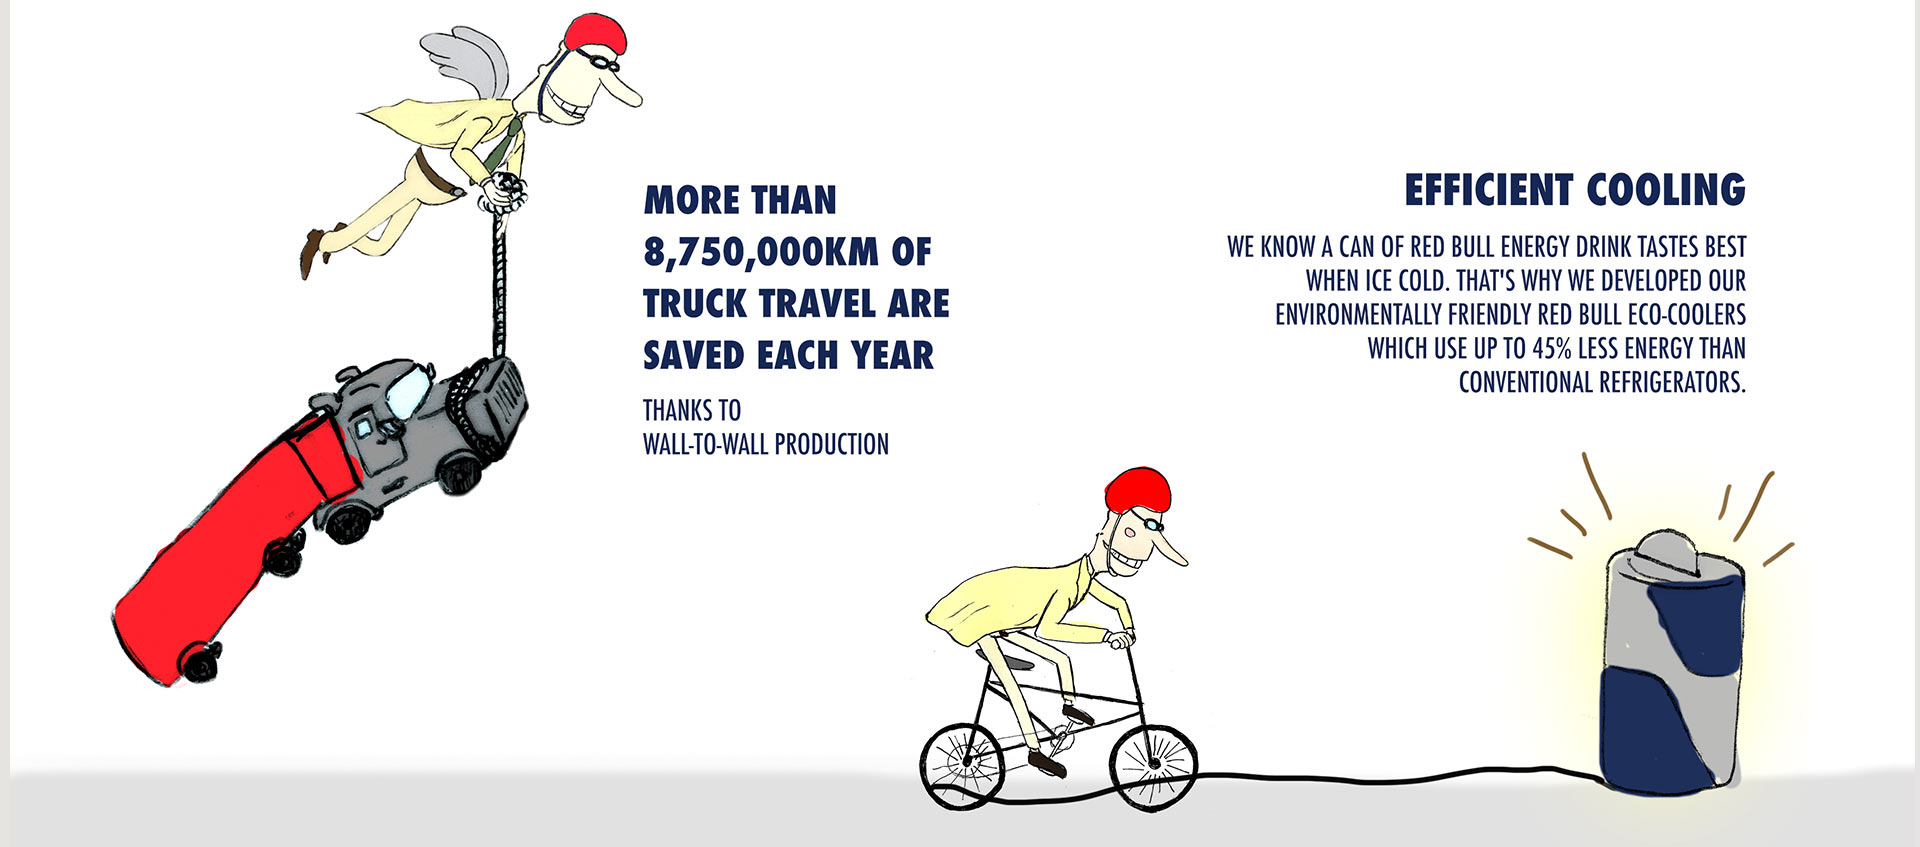 MORE THAN
8,750,000KM OF
TRUCK TRAVEL ARE
SAVED EACH YEAR
THANKS TO
WALL-TO-WALL PRODUCTION
EFFICIENT COOLING
WE KNOW A CAN OF RED BULL ENERGY DRINK TASTES BEST
WHEN ICE COLD. THAT'S WHY WE DEVELOPED OUR
ENVIRONMENTALLY FRIENDLY RED BULL ECO-COOLERS
WHICH USE UP TO 45% LESS ENERGY THAN
CONVENTIONAL REFRIGERATORS.